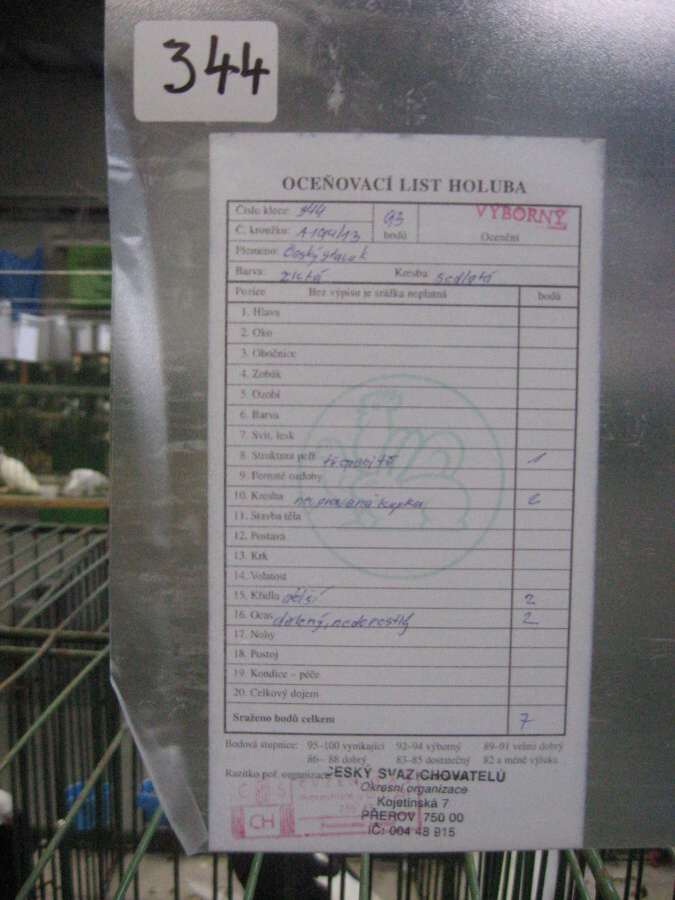 344
OCEŇOVACÍ LIST HOLUBA
Číslo klece: 344 93 VÝBORNÝ
Č. kroužku: bodů Ocenění
Plemeno: Český
Barva: žlutá Kresba sedlatá
Pozice Bez výpisu je srážka neplatná bodů
1. Hlava
2. Oko
3. Obočnice
4. Zobák
5. Ozobí
6. Barva
7. Svit, lesk
8. Struktura peří 1
9. Pernaté ozdoby
10. Kresba
11. Stavba těla
12. Postava
13. Krk
14. Volatost
15. Křídla delší 2
16. Ocas 2
17. Nohy
18. Postoj
19. Kondice – péče
20. Celkový dojem
Sraženo bodů celkem 7
Bodová stupnice: 95–100 vynikající 92–94 výborný 89–91 velmi dobrý
86– 88 dobrý 83–85 dostatečný 82 a méně výluka
Razítko poř. organizace ČESKÝ SVAZ CHOVATELŮ
Okresní organizace
Kojetínská 7
PŘEROV 750 00
IČ: 004 48 915
CH